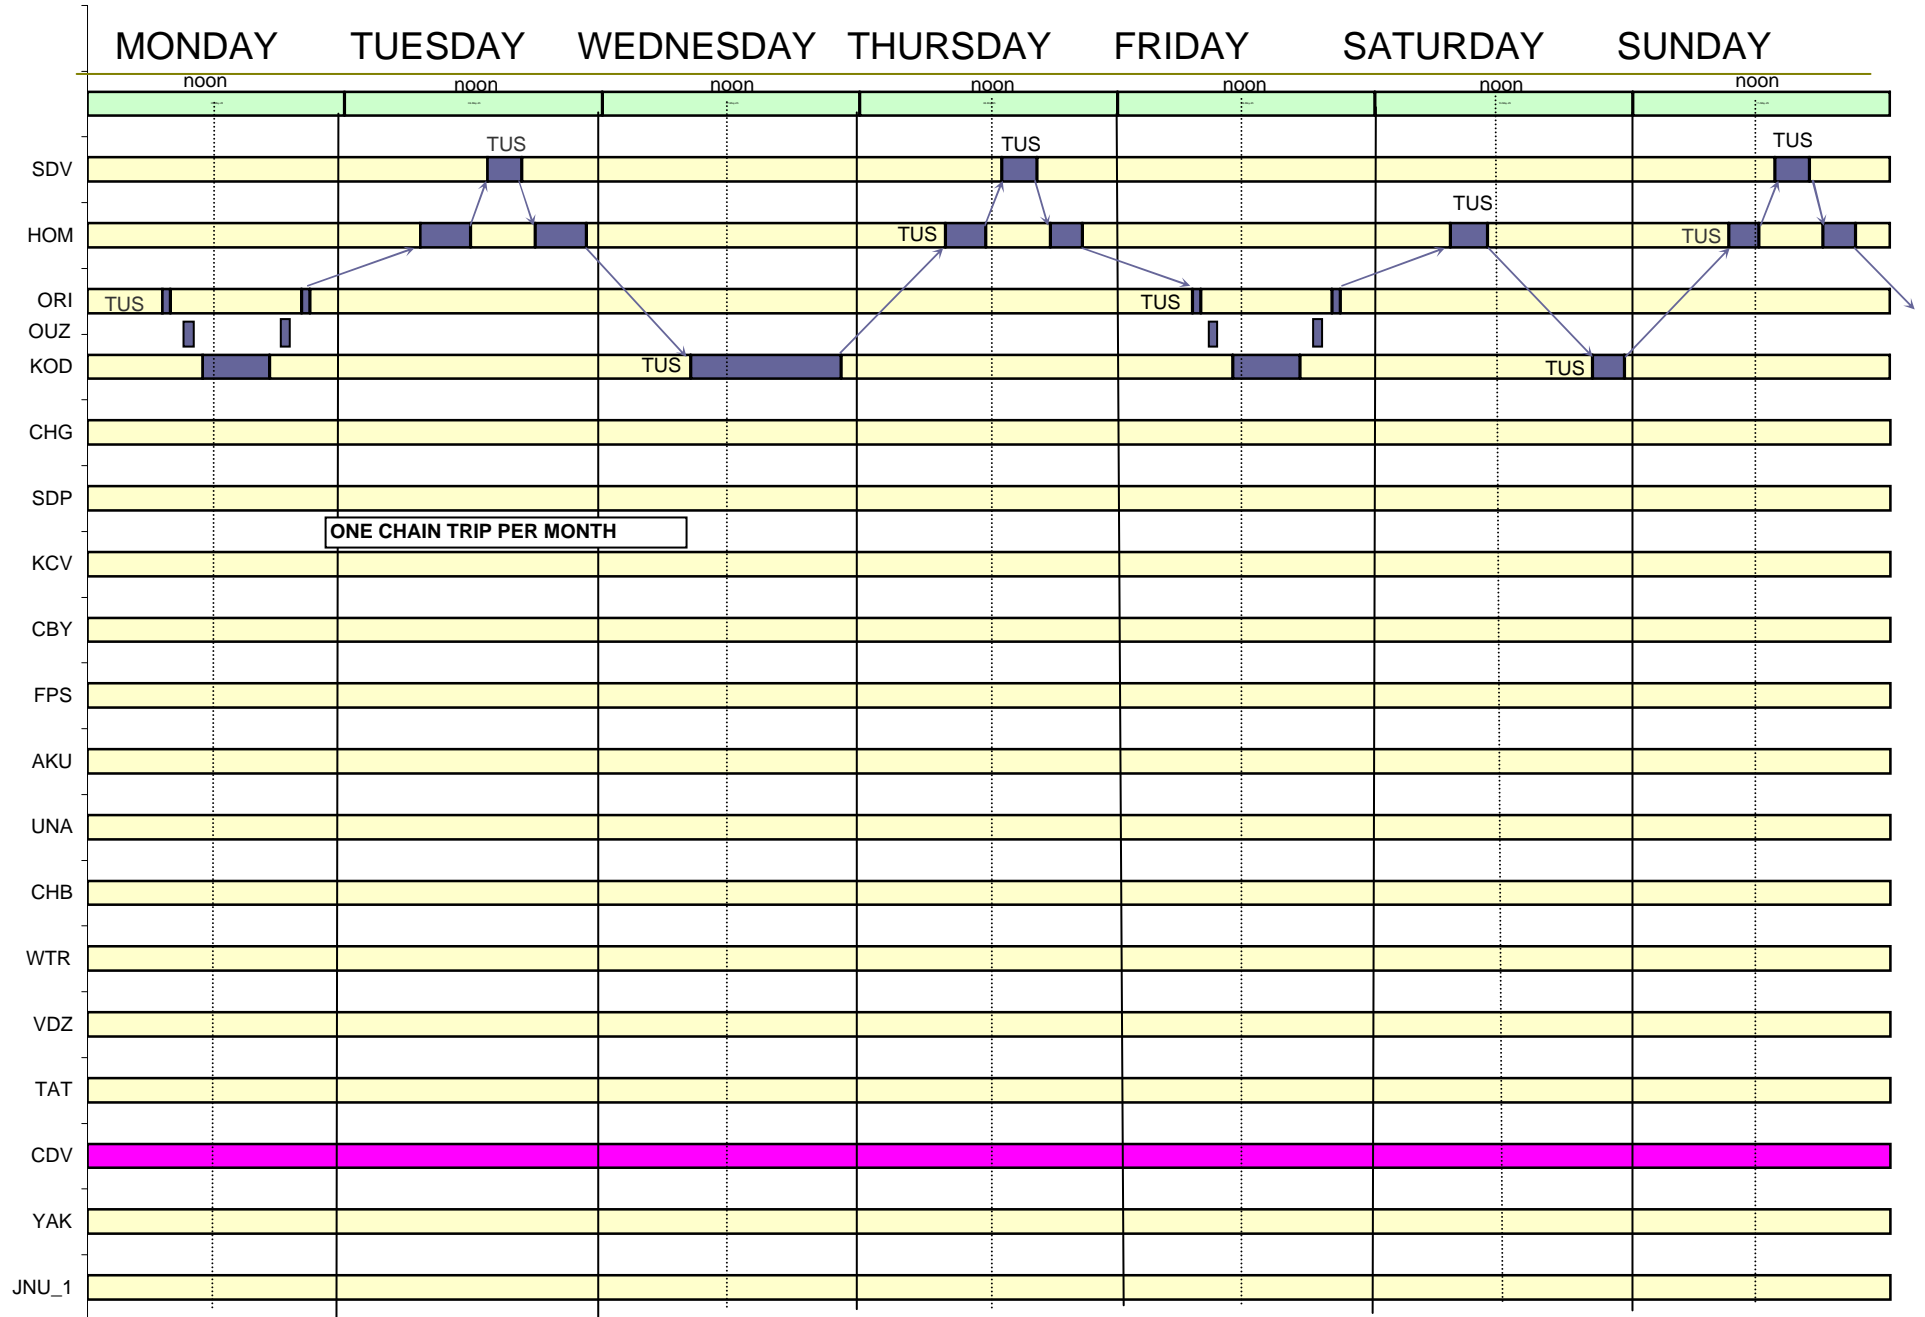 MONDAY TUESDAY WEDNESDAY THURSDAY FRIDAY SATURDAY SUNDAY
noon noon noon noon noon noon noon
TUS TUS TUS
SDV
TUS
HOM TUS TUS
ORI TUS TUS
OUZ
KOD TUS TUS
CHG
SDP
ONE CHAIN TRIP PER MONTH
KCV
CBY
FPS
AKU
UNA
CHB
WTR
VDZ
TAT
CDV
YAK
JNU_1